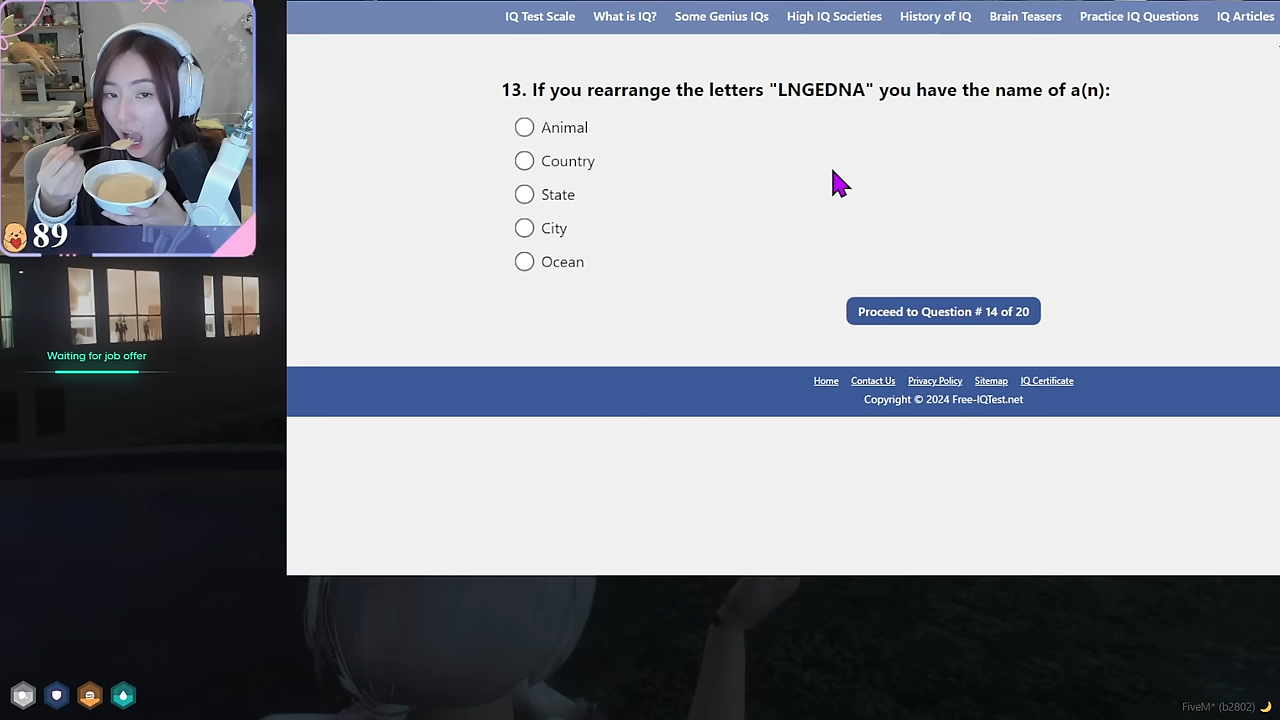 IQ Test Scale What is IQ? Some Genius IQs High IQ Societies History of IQ Brain Teasers Practice IQ Questions IQ Articles
13. If you rearrange the letters "LNGEDNA" you have the name of a(n):
Animal
Country
State
City
Ocean
Proceed to Question # 14 of 20
Home Contact Us Privacy Policy Sitemap IQ Certificate
Copyright © 2024 Free-IQTest.net
89
Waiting for job offer
FiveM* (b2802)